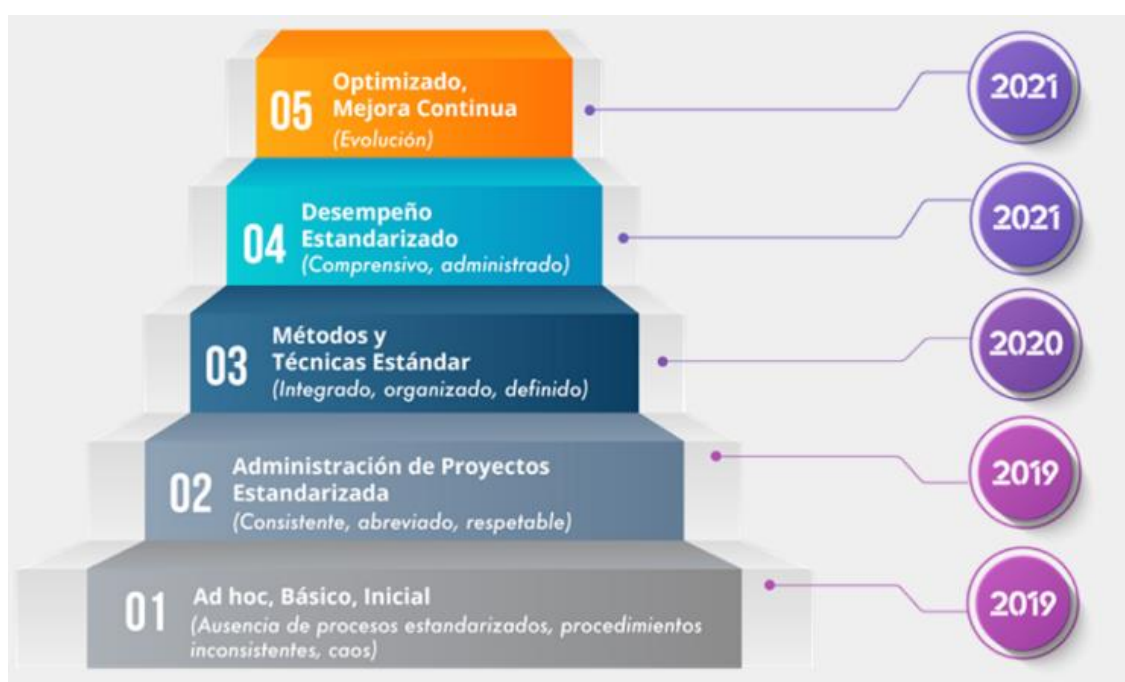 05
Optimizado,
Mejora Continua
(Evolución)
2021
04
Desempeño
Estandarizado
(Comprensivo, administrado)
2021
03
Métodos y
Técnicas Estándar
(Integrado, organizado, definido)
2020
02
Administración de Proyectos
Estandarizada
(Consistente, abreviado, respetable)
2019
01
Ad hoc, Básico, Inicial
(Ausencia de procesos estandarizados, procedimientos
inconsistentes, caos)
2019